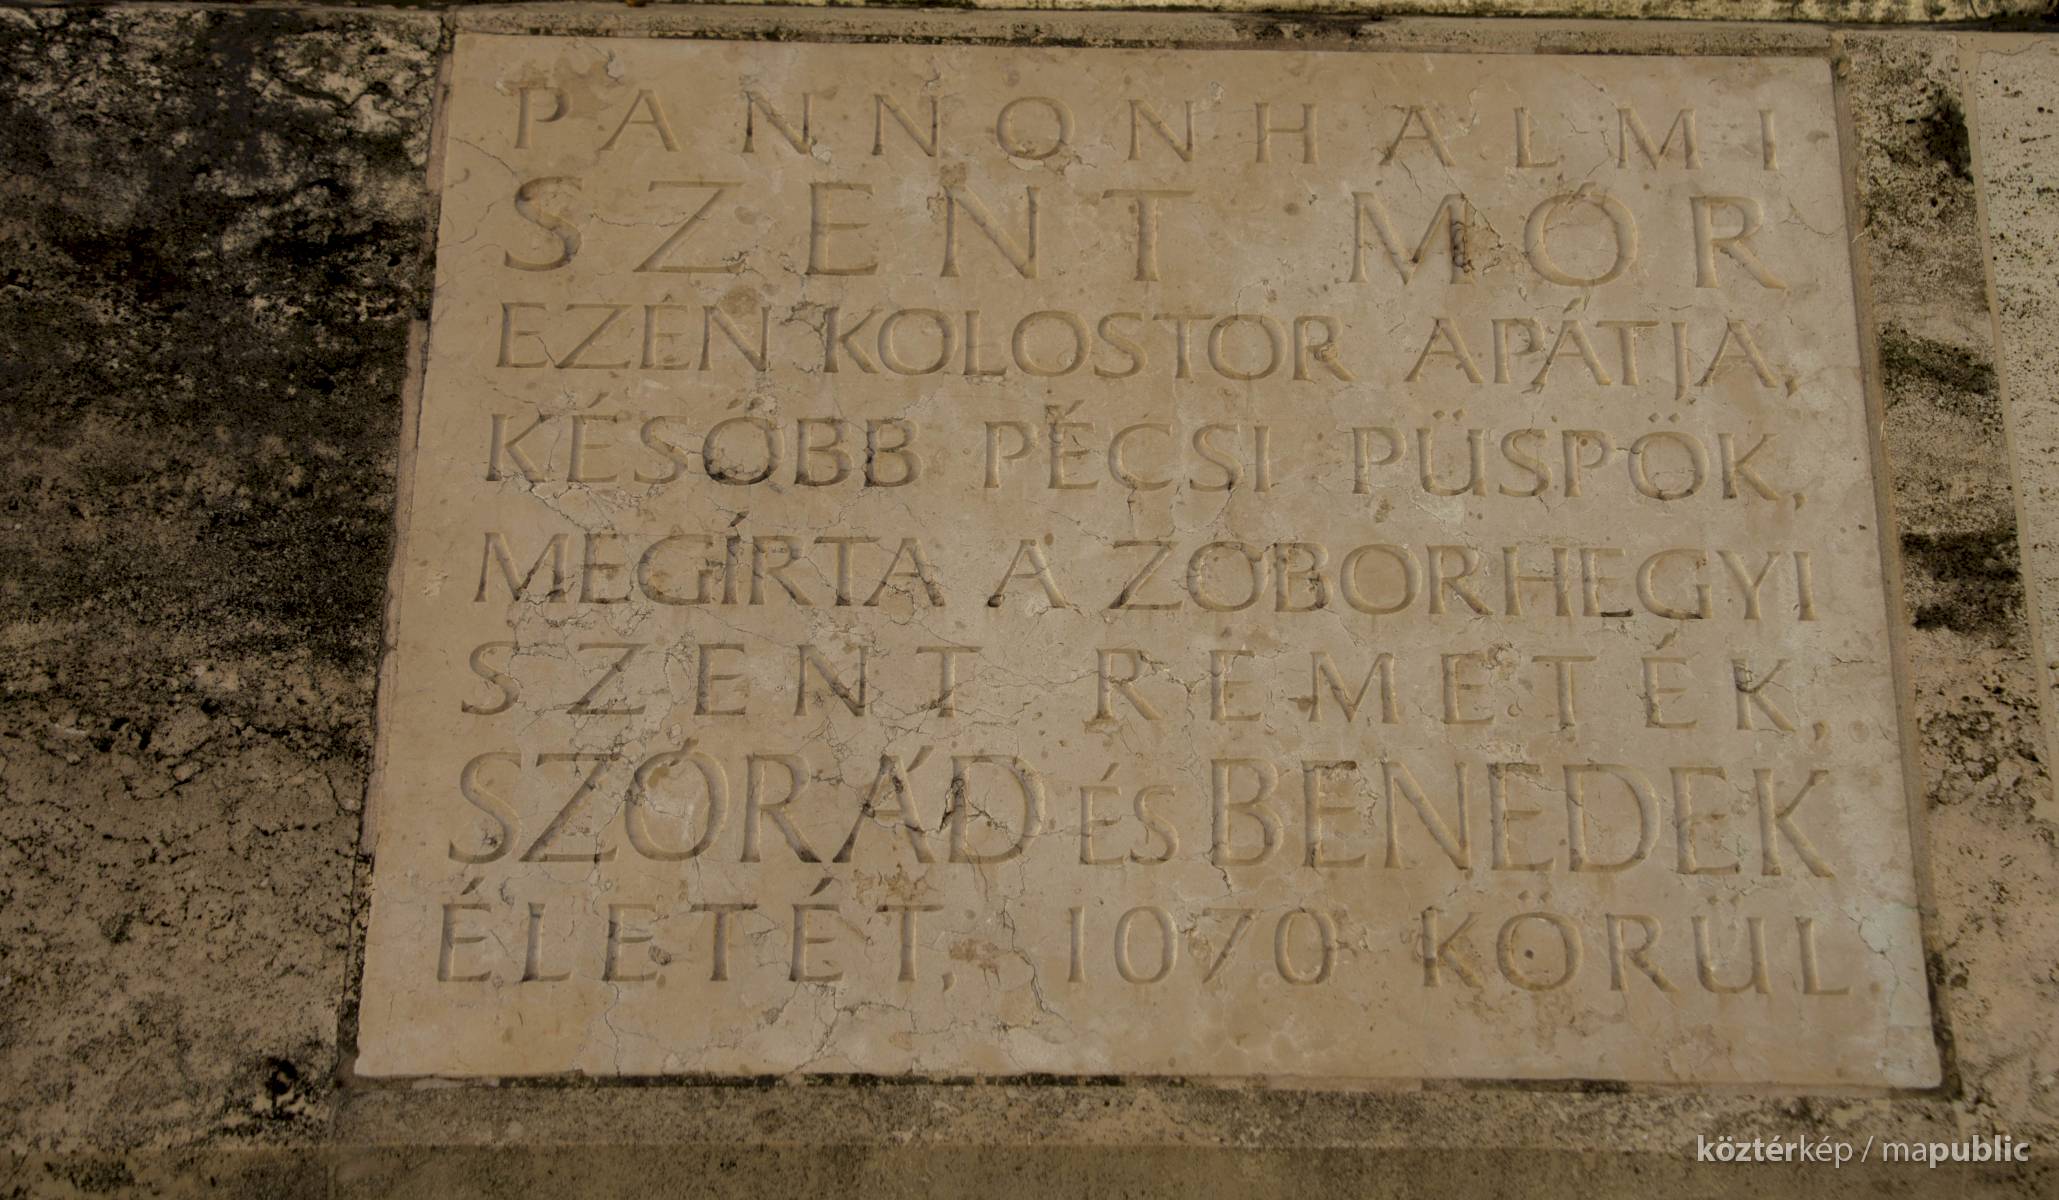 PANNONHALMI
SZENT MÓR
EZEN KOLOSTOR APÁTJA,
KÉSŐBB PÉCSI PÜSPÖK,
MEGÍRTA A ZOBORHEGYI
SZENT REMETÉK,
SZÓRÁD és BENEDEK
ÉLETÉT, 1070 KÖRÜL
köztérkép / mapublic